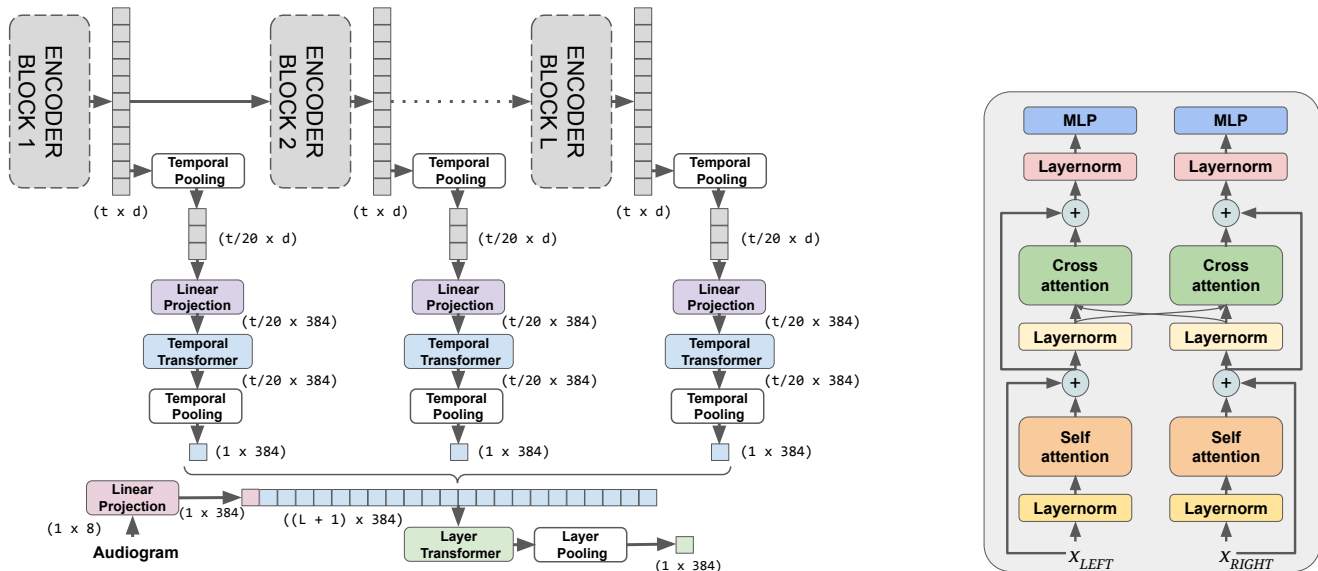 ENCODER
BLOCK 1
ENCODER
BLOCK 2
ENCODER
BLOCK L
Temporal
Pooling
Temporal
Pooling
Temporal
Pooling
(t x d)
(t x d)
(t x d)
(t/20 x d)
(t/20 x d)
(t/20 x d)
Linear
Projection
Linear
Projection
Linear
Projection
(t/20 x 384)
(t/20 x 384)
(t/20 x 384)
Temporal
Transformer
Temporal
Transformer
Temporal
Transformer
(t/20 x 384)
(t/20 x 384)
(t/20 x 384)
Temporal
Pooling
Temporal
Pooling
Temporal
Pooling
(1 x 384)
(1 x 384)
(1 x 384)
Linear
Projection
(1 x 384)
(1 x 8)
Audiogram
((L + 1) x 384)
Layer
Transformer
Layer
Pooling
(1 x 384)
MLP
MLP
Layernorm
Layernorm
+
+
Cross
attention
Cross
attention
Layernorm
Layernorm
+
+
Self
attention
Self
attention
Layernorm
Layernorm
X_LEFT
X_RIGHT